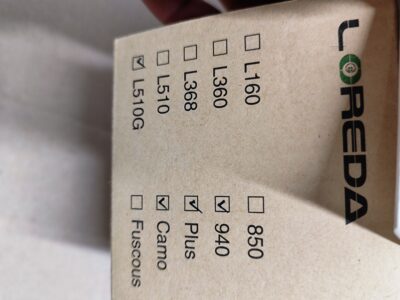 LOREDA
☐ L160 ☐ 850
☐ L360 ☑ 940
☐ L368 ☑ Plus
☐ L510 ☑ Camo
☑ L510G ☐ Fuscous